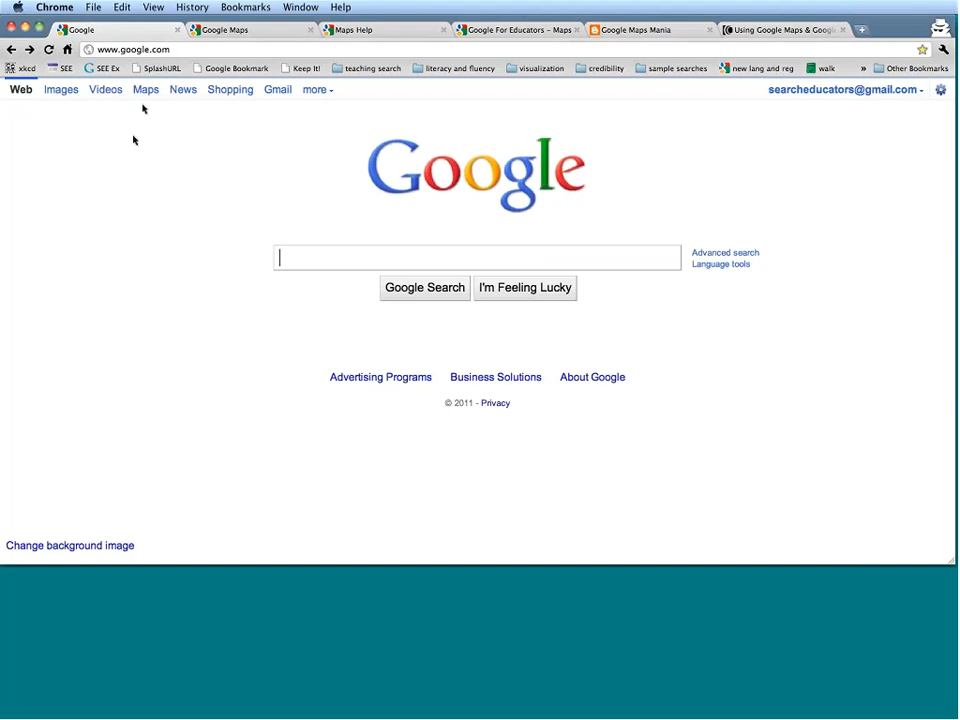 Chrome File Edit View History Bookmarks Window Help
Google Google Maps Maps Help Google For Educators – Maps Google Maps Mania Using Google Maps & Googl
www.google.com
xkcd SEE SEE Ex SplashURL Google Bookmark Keep It! teaching search literacy and fluency visualization credibility sample searches new lang and reg walk » Other Bookmarks
Web Images Videos Maps News Shopping Gmail more searcheducators@gmail.com
Google
Advanced search
Language tools
Google Search I'm Feeling Lucky
Advertising Programs Business Solutions About Google
© 2011 - Privacy
Change background image